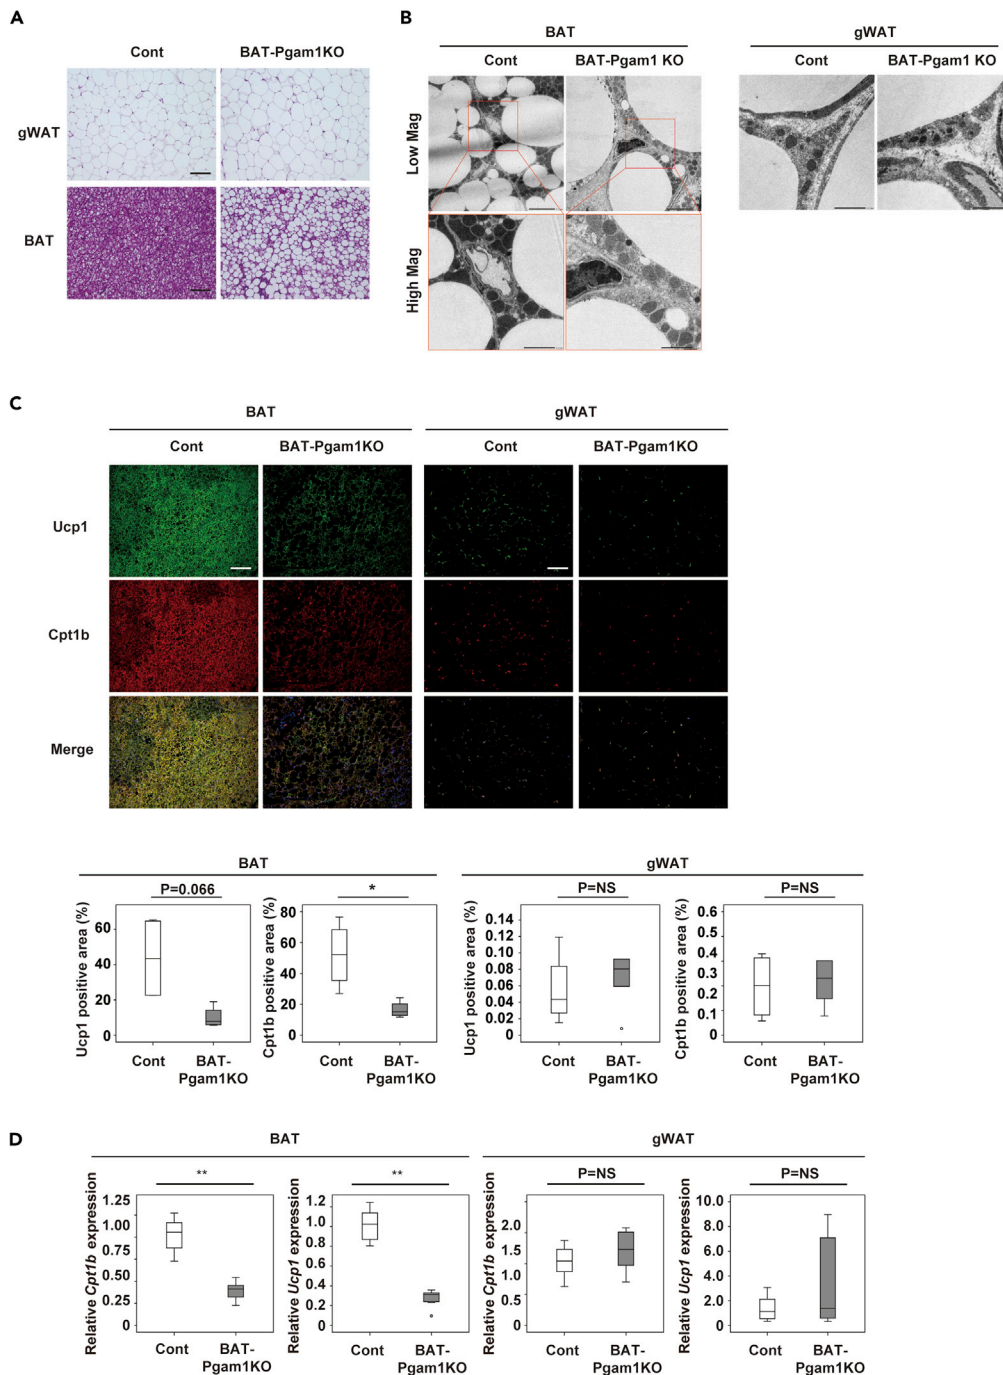 A
Cont
BAT-Pgam1KO
gWAT
BAT
B
BAT
gWAT
Cont
BAT-Pgam1 KO
Cont
BAT-Pgam1 KO
Low Mag
High Mag
C
BAT
gWAT
Cont
BAT-Pgam1KO
Cont
BAT-Pgam1KO
Ucp1
Cpt1b
Merge
BAT
gWAT
P=0.066
*
P=NS
P=NS
Ucp1 positive area (%)
60
40
20
0
Cont
BAT-
Pgam1KO
Cpt1b positive area (%)
80
60
40
20
0
Cont
BAT-
Pgam1KO
Ucp1 positive area (%)
0.14
0.12
0.09
0.08
0.06
0.04
0.02
0
Cont
BAT-
Pgam1KO
Cpt1b positive area (%)
0.6
0.5
0.4
0.3
0.2
0.1
0
Cont
BAT-
Pgam1KO
D
BAT
gWAT
**
**
P=NS
P=NS
Relative Cpt1b expression
1.25
1.00
0.75
0.50
0.25
0
Cont
BAT-
Pgam1KO
Relative Ucp1 expression
1.2
1.0
0.8
0.6
0.4
0.2
0
Cont
BAT-
Pgam1KO
Relative Cpt1b expression
2.0
1.5
1.0
0.5
0
Cont
BAT-
Pgam1KO
Relative Ucp1 expression
10.0
8.0
6.0
4.0
2.0
0
Cont
BAT-
Pgam1KO